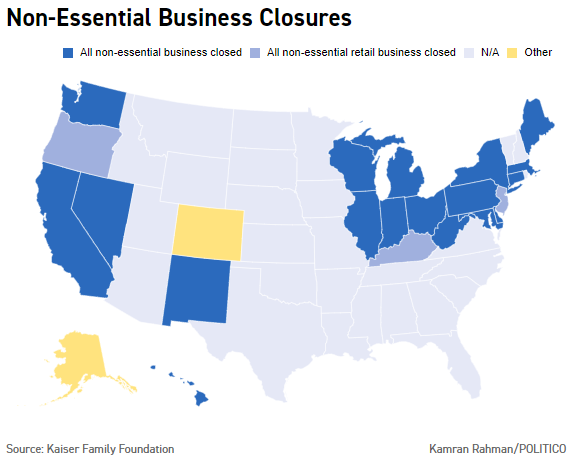 Non-Essential Business Closures
All non-essential business closed All non-essential retail business closed N/A Other
Source: Kaiser Family Foundation Kamran Rahman/POLITICO